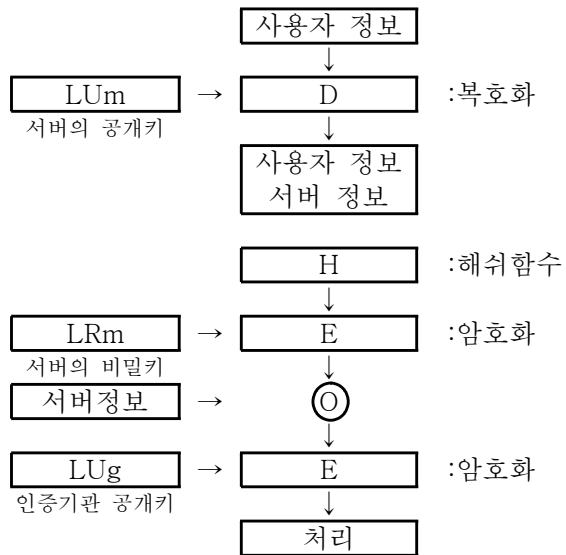 사용자 정보
LUm → D :복호화
서버의 공개키
사용자 정보
서버 정보
H :해쉬함수
LRm → E :암호화
서버의 비밀키
서버정보 → O
LUg → E :암호화
인증기관 공개키
처리